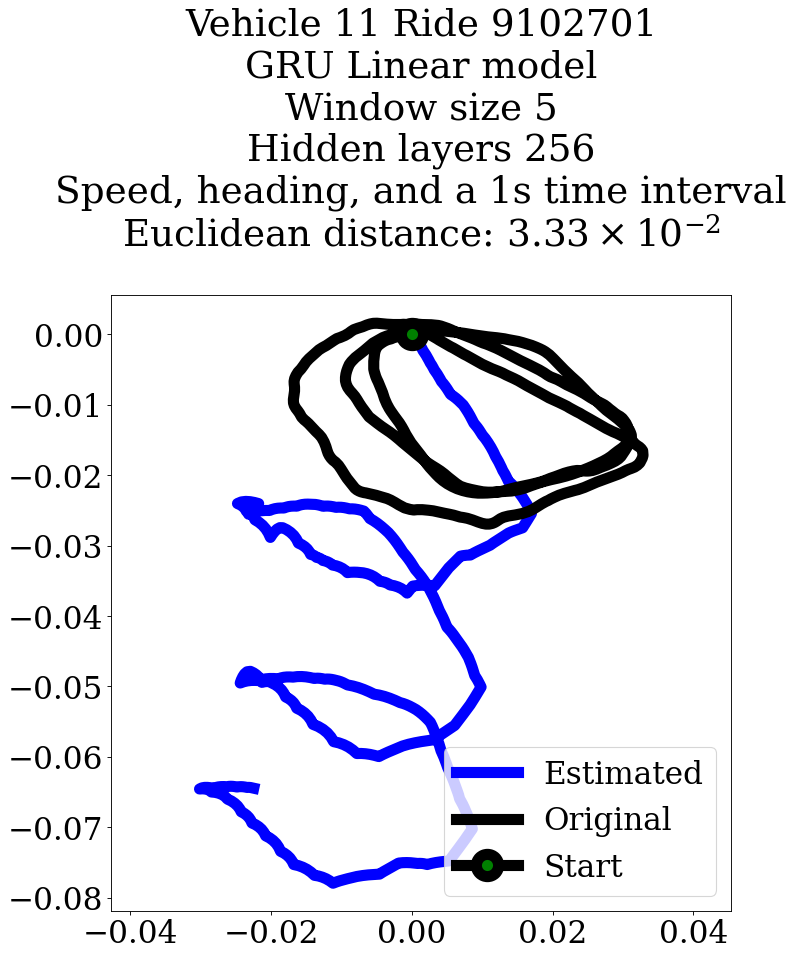 Vehicle 11 Ride 9102701
GRU Linear model
Window size 5
Hidden layers 256
Speed, heading, and a 1s time interval
Euclidean distance: 3.33 × 10⁻²
0.00
−0.01
−0.02
−0.03
−0.04
−0.05
−0.06
−0.07
−0.08
Estimated
Original
Start
−0.04 −0.02 0.00 0.02 0.04